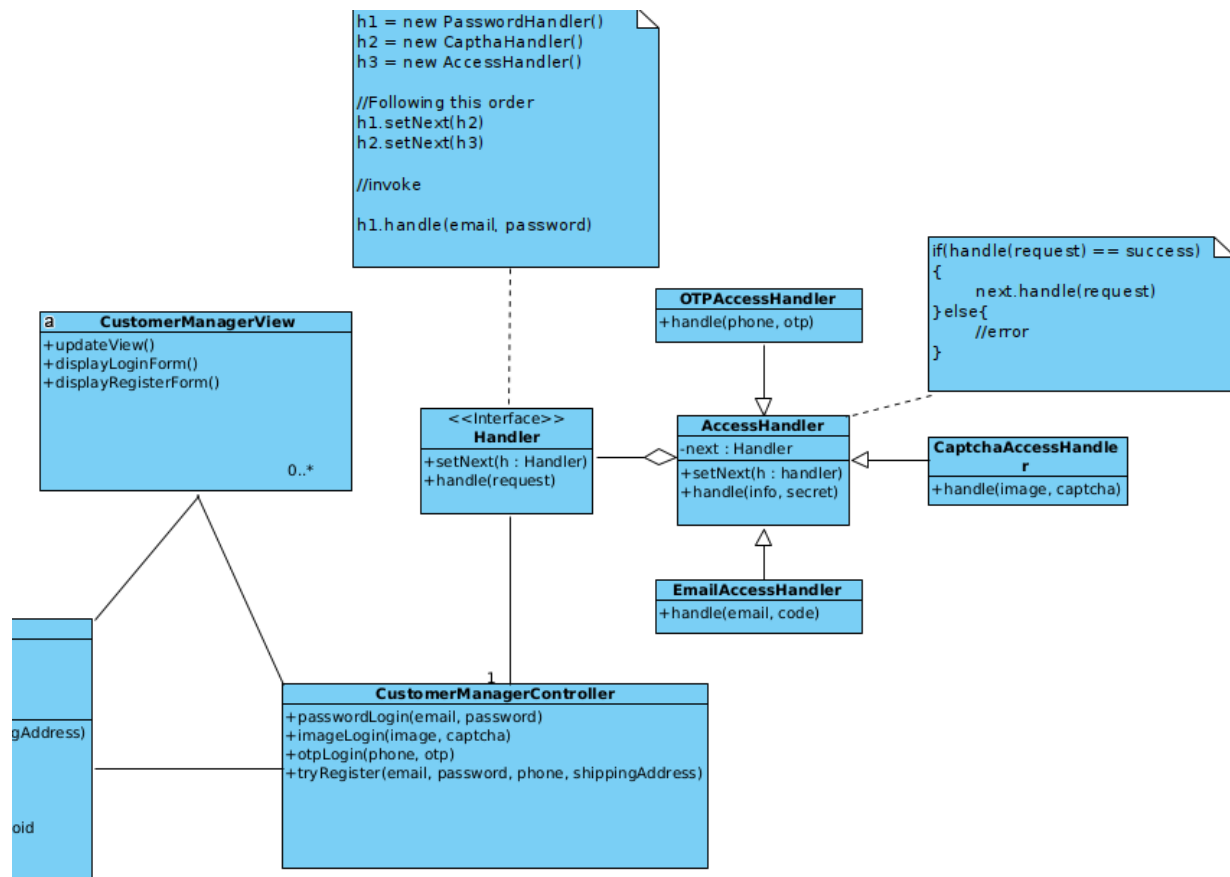 h1 = new PasswordHandler()
h2 = new CapthaHandler()
h3 = new AccessHandler()
//Following this order
h1.setNext(h2)
h2.setNext(h3)
//invoke
h1.handle(email, password)
if(handle(request) == success)
{
next.handle(request)
}else{
//error
}
OTPAccessHandler
+handle(phone, otp)
a
CustomerManagerView
+updateView()
+displayLoginForm()
+displayRegisterForm()
0..*
<<Interface>>
Handler
+setNext(h : Handler)
+handle(request)
AccessHandler
-next : Handler
+setNext(h : handler)
+handle(info, secret)
CaptchaAccessHandle
r
+handle(image, captcha)
EmailAccessHandler
+handle(email, code)
1
CustomerManagerController
+passwordLogin(email, password)
+imageLogin(image, captcha)
+otpLogin(phone, otp)
+tryRegister(email, password, phone, shippingAddress)
gAddress)
oid